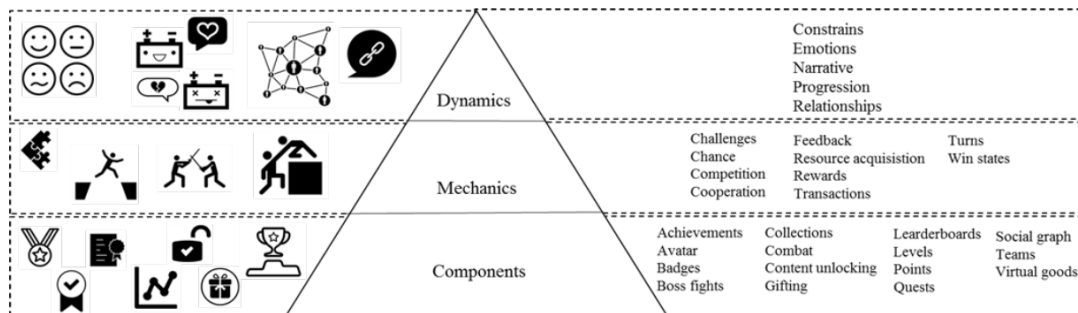 Dynamics
Constrains
Emotions
Narrative
Progression
Relationships
Mechanics
Challenges
Chance
Competition
Cooperation
Feedback
Resource acquisistion
Rewards
Transactions
Turns
Win states
Components
Achievements
Avatar
Badges
Boss fights
Collections
Combat
Content unlocking
Gifting
Learderboards
Levels
Points
Quests
Social graph
Teams
Virtual goods